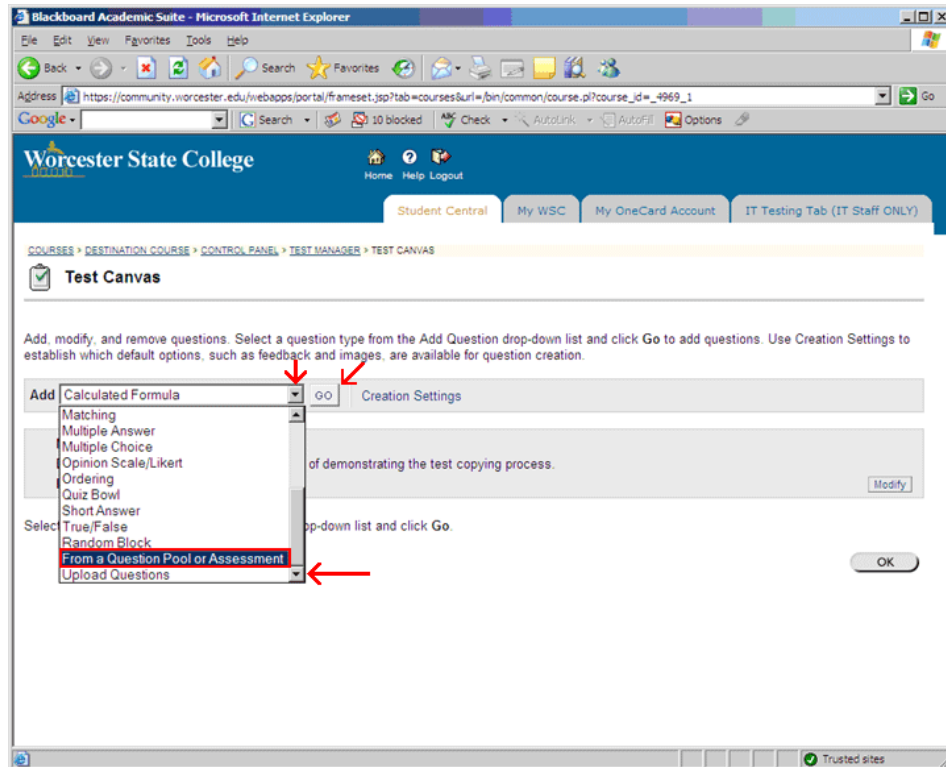 Blackboard Academic Suite - Microsoft Internet Explorer
File Edit View Favorites Tools Help
Back Search Favorites
Address https://community.worcester.edu/webapps/portal/frameset.jsp?tab=courses&url=/bin/common/course.pl?course_id=_4969_1 Go
Google Search 10 blocked ABC Check AutoLink AutoFill Options
Worcester State College
Home Help Logout
Student Central My WSC My OneCard Account IT Testing Tab (IT Staff ONLY)
COURSES > DESTINATION COURSE > CONTROL PANEL > TEST MANAGER > TEST CANVAS
Test Canvas
Add, modify, and remove questions. Select a question type from the Add Question drop-down list and click Go to add questions. Use Creation Settings to
establish which default options, such as feedback and images, are available for question creation.
Add Calculated Formula GO Creation Settings
Matching
Multiple Answer
Multiple Choice
Opinion Scale/Likert of demonstrating the test copying process.
Ordering
Quiz Bowl Modify
Short Answer
Select True/False op-down list and click Go.
Random Block
From a Question Pool or Assessment
OK
Upload Questions
Trusted sites